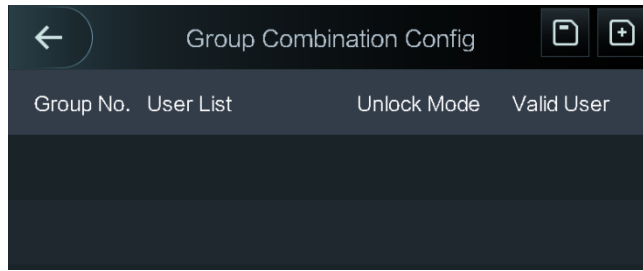 Group Combination Config
Group No. User List Unlock Mode Valid User